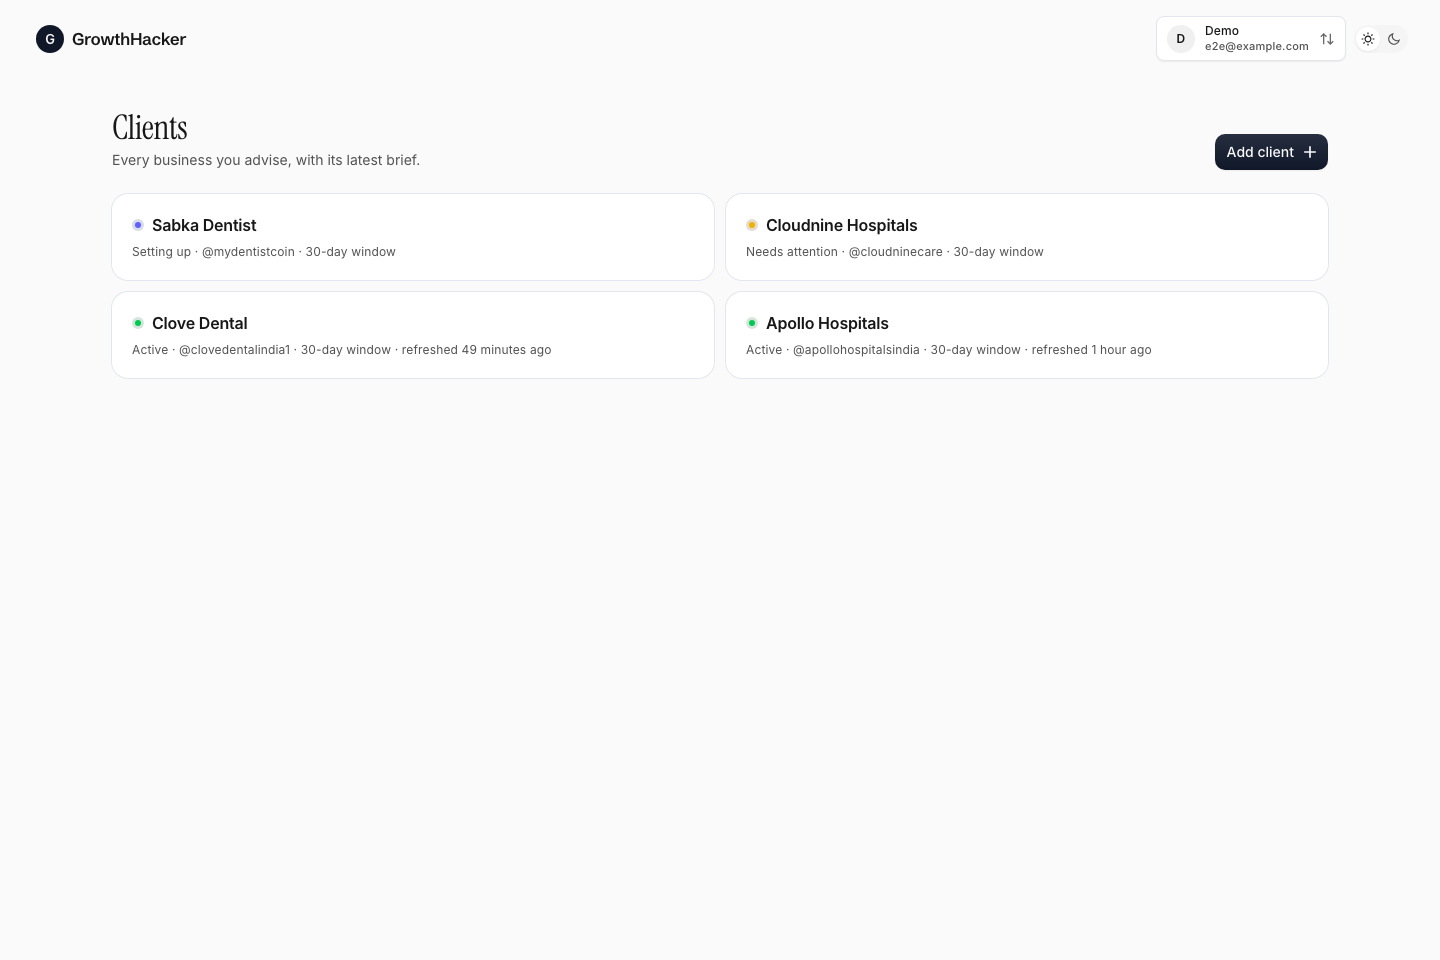 G GrowthHacker
D Demo
e2e@example.com
Clients
Every business you advise, with its latest brief.
Add client
Sabka Dentist
Setting up · @mydentistcoin · 30-day window
Cloudnine Hospitals
Needs attention · @cloudninecare · 30-day window
Clove Dental
Active · @clovedentalindia1 · 30-day window · refreshed 49 minutes ago
Apollo Hospitals
Active · @apollohospitalsindia · 30-day window · refreshed 1 hour ago